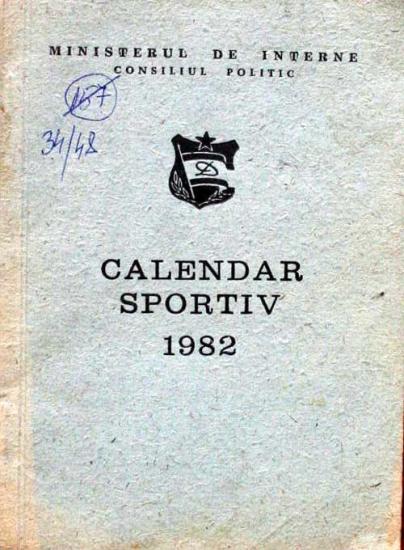 MINISTERUL DE INTERNE
CONSILIUL POLITIC
34/48
CALENDAR
SPORTIV
1982